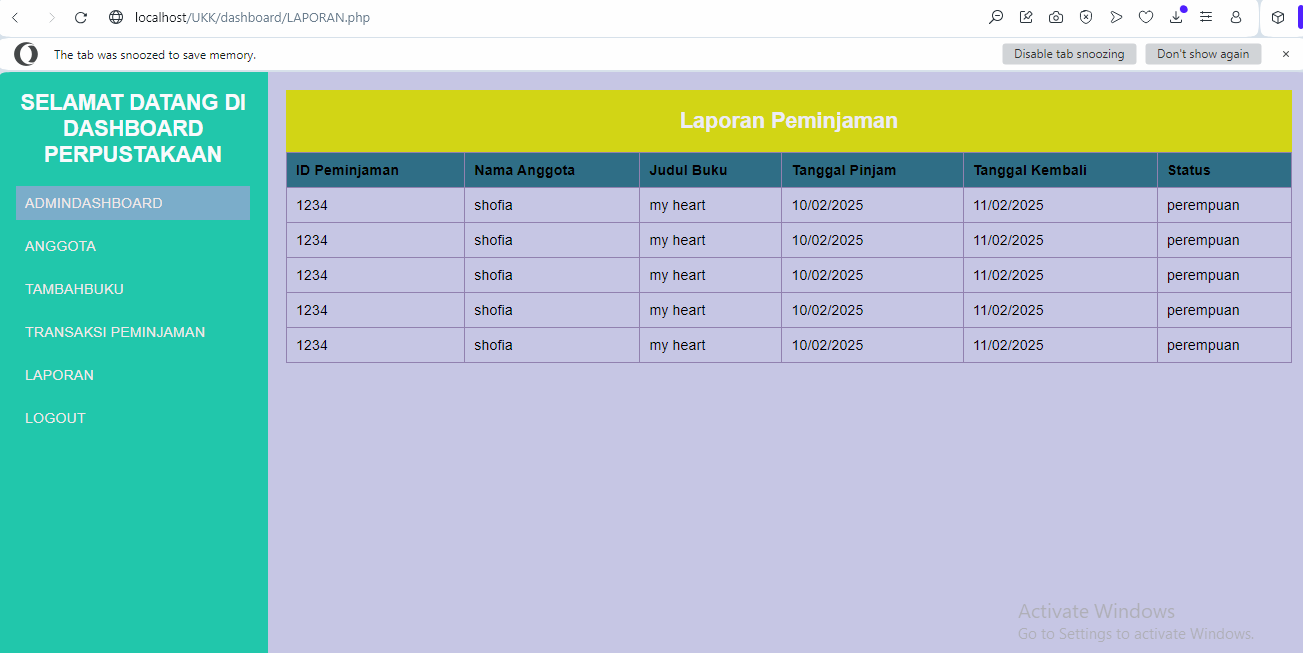 localhost/UKK/dashboard/LAPORAN.php
The tab was snoozed to save memory.
Disable tab snoozing
Don't show again
SELAMAT DATANG DI
DASHBOARD
PERPUSTAKAAN
ADMINDASHBOARD
ANGGOTA
TAMBAHBUKU
TRANSAKSI PEMINJAMAN
LAPORAN
LOGOUT
Laporan Peminjaman
ID Peminjaman Nama Anggota Judul Buku Tanggal Pinjam Tanggal Kembali Status
1234 shofia my heart 10/02/2025 11/02/2025 perempuan
1234 shofia my heart 10/02/2025 11/02/2025 perempuan
1234 shofia my heart 10/02/2025 11/02/2025 perempuan
1234 shofia my heart 10/02/2025 11/02/2025 perempuan
1234 shofia my heart 10/02/2025 11/02/2025 perempuan
Activate Windows
Go to Settings to activate Windows.